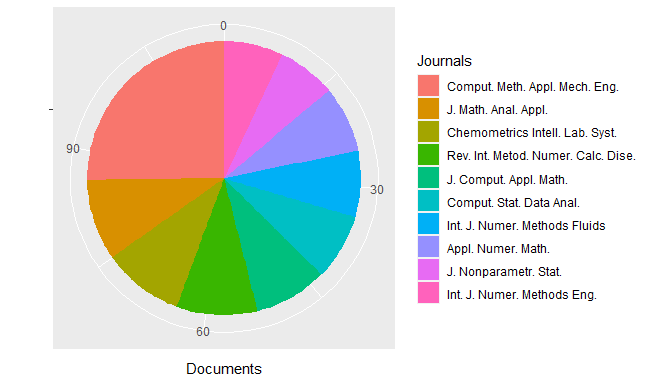 0
30
60
90
Documents
Journals
Comput. Meth. Appl. Mech. Eng.
J. Math. Anal. Appl.
Chemometrics Intell. Lab. Syst.
Rev. Int. Metod. Numer. Calc. Dise.
J. Comput. Appl. Math.
Comput. Stat. Data Anal.
Int. J. Numer. Methods Fluids
Appl. Numer. Math.
J. Nonparametr. Stat.
Int. J. Numer. Methods Eng.